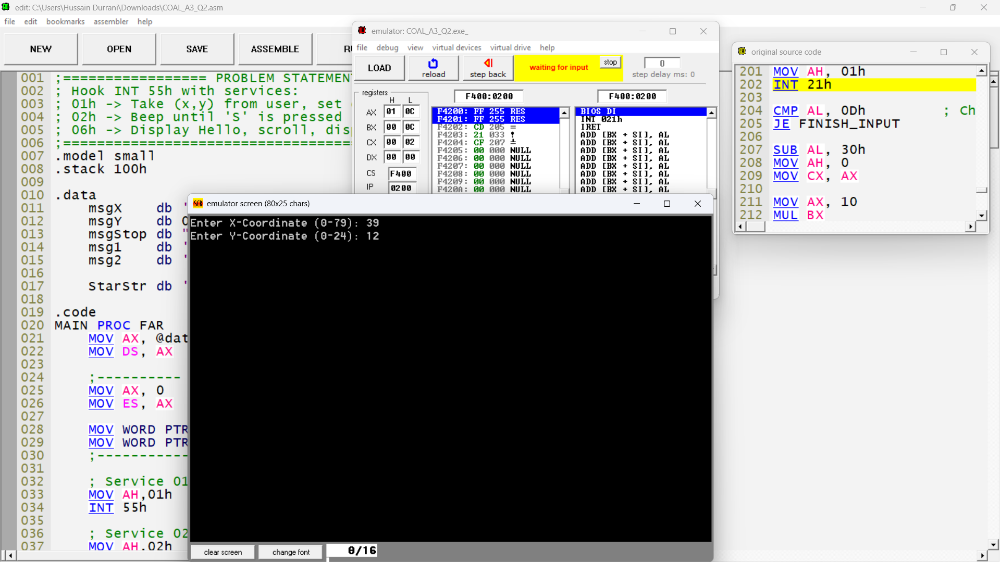 edit: C:\Users\Hussain Durrani\Downloads\COAL_A3_Q2.asm
file edit bookmarks assembler help
NEW OPEN SAVE ASSEMBLE
001 ;================= PROBLEM STATEMENT
002 ; Hook INT 55h with services:
003 ; 01h -> Take (x,y) from user, set
004 ; 02h -> Beep until 'S' is pressed
005 ; 06h -> Display Hello, scroll, dis
006 ;===================================
007 .model small
008 .stack 100h
009
010 .data
011 msgX db '
012 msgY db 0
013 msgStop db "
014 msg1 db '
015 msg2 db '
016
017 StarStr db '
018
019 .code
020 MAIN PROC FAR
021 MOV AX, @dat
022 MOV DS, AX
023
024 ;----------
025 MOV AX, 0
026 MOV ES, AX
027
028 MOV WORD PTR
029 MOV WORD PTR
030 ;-----------
031
032 ; Service 01
033 MOV AH,01h
034 INT 55h
035
036 ; Service 02
037 MOV AH,02h
emulator: COAL_A3_Q2.exe_
file debug view virtual devices virtual drive help
LOAD reload step back waiting for input stop 0
step delay ms: 0
registers F400:0200 F400:0200
H L
AX 01 0C
BX 00 0C
CX 00 02
DX 00 00
CS F400
IP 0200
F4200: FF 255 RES
F4201: FF 255 RES
F4202: CD 205 =
F4203: 21 033 !
F4204: CF 207 ╧
F4205: 00 000 NULL
F4206: 00 000 NULL
F4207: 00 000 NULL
F4208: 00 000 NULL
F4209: 00 000 NULL
F420A: 00 000 NULL
BIOS DI
INT 021h
IRET
ADD [BX + SI], AL
ADD [BX + SI], AL
ADD [BX + SI], AL
ADD [BX + SI], AL
ADD [BX + SI], AL
ADD [BX + SI], AL
ADD [BX + SI], AL
ADD [BX + SI], AL
emulator screen (80x25 chars)
Enter X-Coordinate (0-79): 39
Enter Y-Coordinate (0-24): 12
clear screen change font 0/16
original source code
201 MOV AH, 01h
202 INT 21h
203
204 CMP AL, 0Dh ; Ch
205 JE FINISH_INPUT
206
207 SUB AL, 30h
208 MOV AH, 0
209 MOV CX, AX
210
211 MOV AX, 10
212 MUL BX